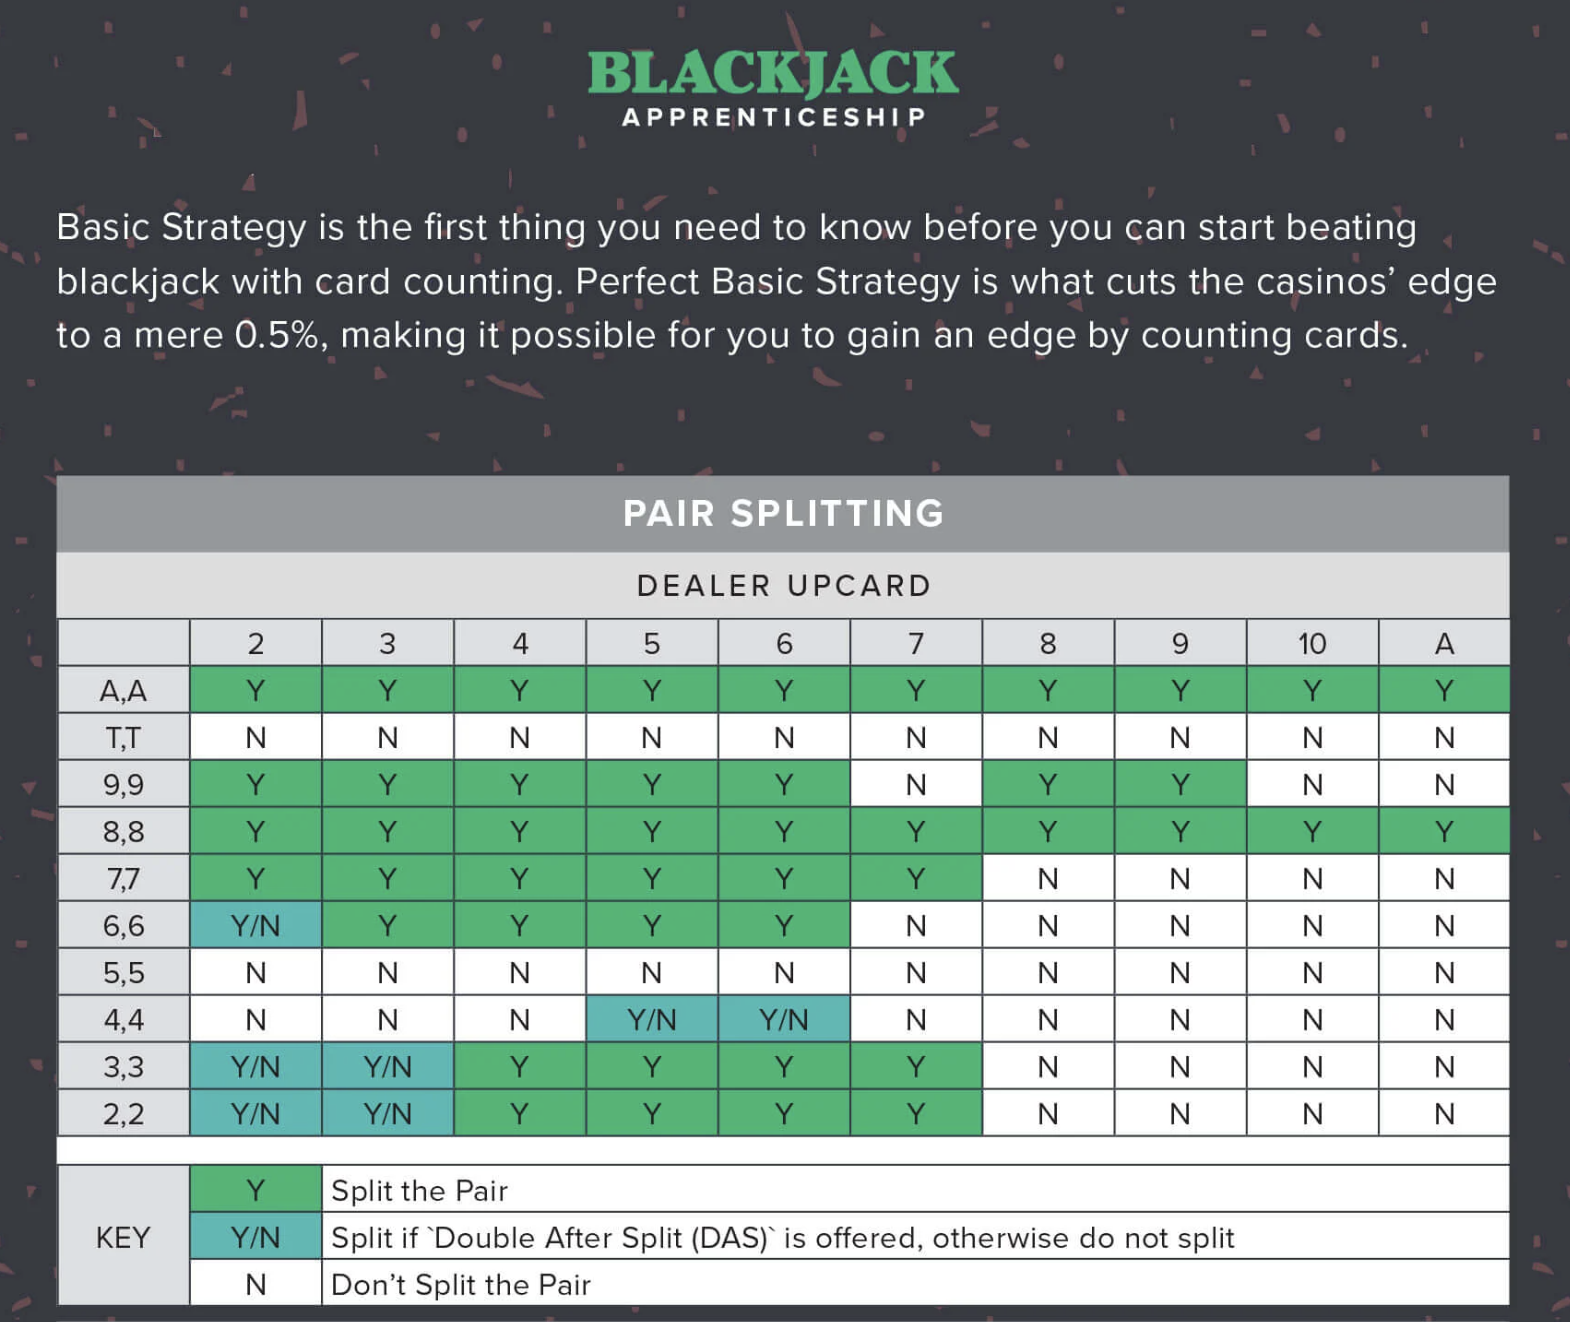 BLACKJACK
APPRENTICESHIP
Basic Strategy is the first thing you need to know before you can start beating
blackjack with card counting. Perfect Basic Strategy is what cuts the casinos’ edge
to a mere 0.5%, making it possible for you to gain an edge by counting cards.
PAIR SPLITTING
DEALER UPCARD
2 3 4 5 6 7 8 9 10 A
A,A Y Y Y Y Y Y Y Y Y Y
T,T N N N N N N N N N N
9,9 Y Y Y Y Y N Y Y N N
8,8 Y Y Y Y Y Y Y Y Y Y
7,7 Y Y Y Y Y Y N N N N
6,6 Y/N Y Y Y Y N N N N N
5,5 N N N N N N N N N N
4,4 N N N Y/N Y/N N N N N N
3,3 Y/N Y/N Y Y Y Y N N N N
2,2 Y/N Y/N Y Y Y Y N N N N
Y Split the Pair
KEY Y/N Split if `Double After Split (DAS)` is offered, otherwise do not split
N Don’t Split the Pair